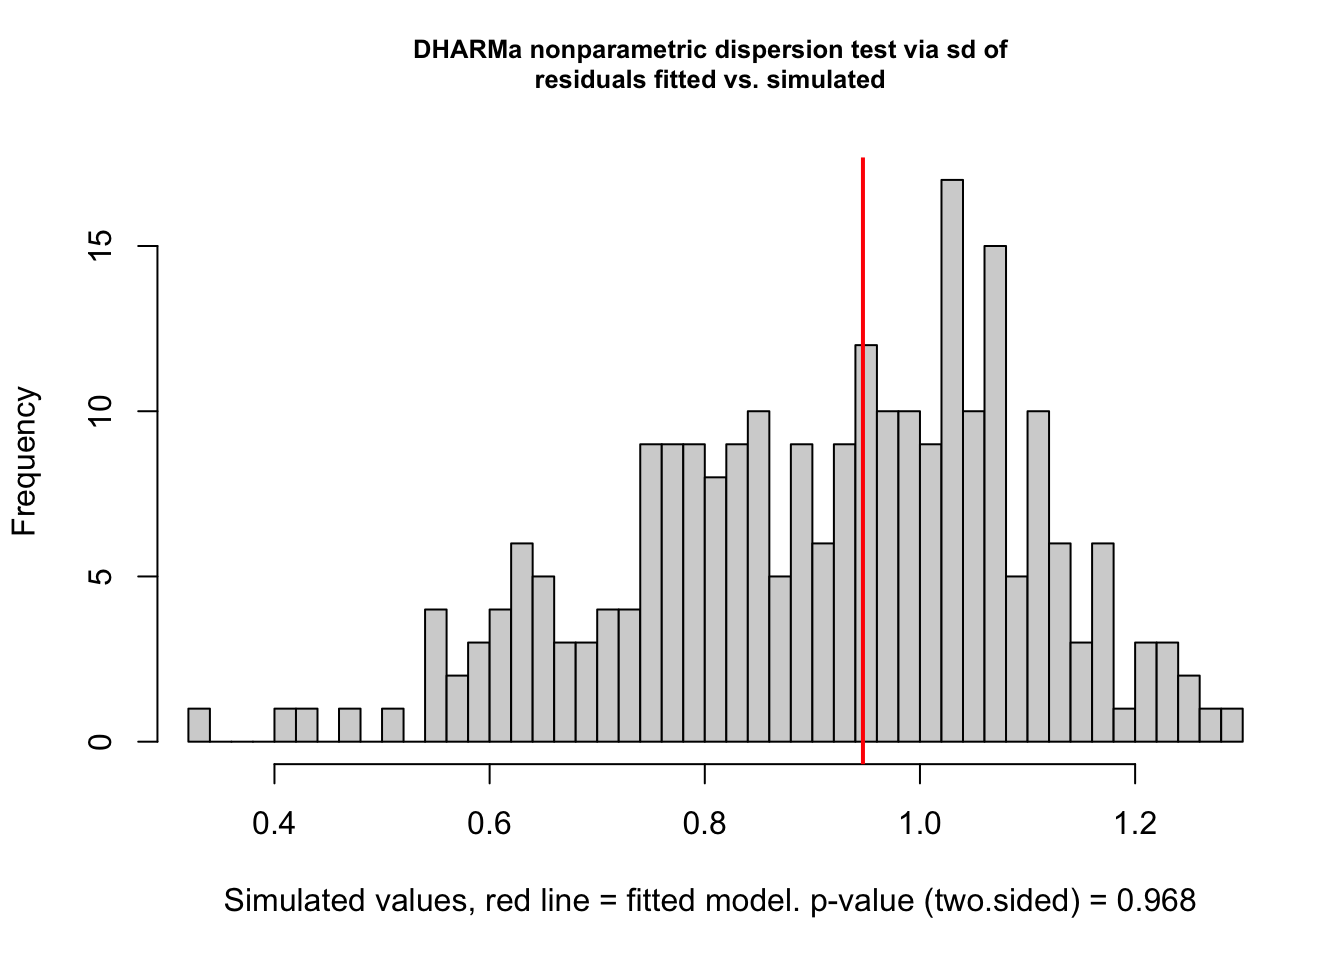 DHARMa nonparametric dispersion test via sd of
residuals fitted vs. simulated
Frequency
15
10
5
0
0.4 0.6 0.8 1.0 1.2
Simulated values, red line = fitted model. p-value (two.sided) = 0.968